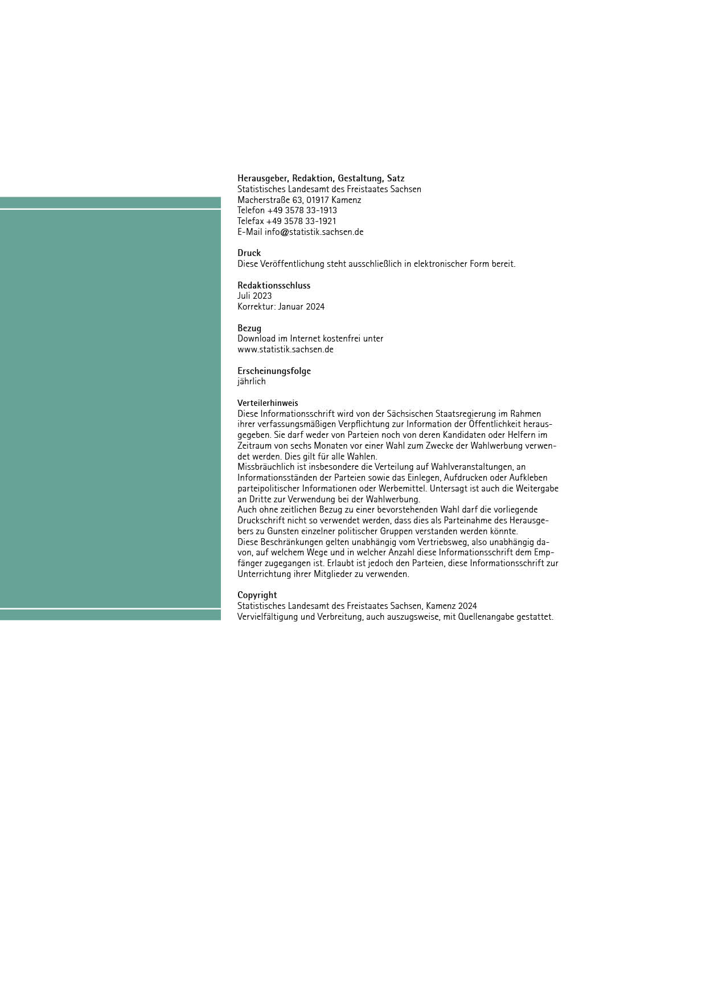 Herausgeber, Redaktion, Gestaltung, Satz
Statistisches Landesamt des Freistaates Sachsen
Macherstraße 63, 01917 Kamenz
Telefon +49 3578 33-1913
Telefax +49 3578 33-1921
E-Mail info@statistik.sachsen.de
Druck
Diese Veröffentlichung steht ausschließlich in elektronischer Form bereit.
Redaktionsschluss
Juli 2023
Korrektur: Januar 2024
Bezug
Download im Internet kostenfrei unter
www.statistik.sachsen.de
Erscheinungsfolge
jährlich
Verteilerhinweis
Diese Informationsschrift wird von der Sächsischen Staatsregierung im Rahmen
ihrer verfassungsmäßigen Verpflichtung zur Information der Öffentlichkeit heraus-
gegeben. Sie darf weder von Parteien noch von deren Kandidaten oder Helfern im
Zeitraum von sechs Monaten vor einer Wahl zum Zwecke der Wahlwerbung verwen-
det werden. Dies gilt für alle Wahlen.
Missbräuchlich ist insbesondere die Verteilung auf Wahlveranstaltungen, an
Informationsständen der Parteien sowie das Einlegen, Aufdrucken oder Aufkleben
parteipolitischer Informationen oder Werbemittel. Untersagt ist auch die Weitergabe
an Dritte zur Verwendung bei der Wahlwerbung.
Auch ohne zeitlichen Bezug zu einer bevorstehenden Wahl darf die vorliegende
Druckschrift nicht so verwendet werden, dass dies als Parteinahme des Herausge-
bers zu Gunsten einzelner politischer Gruppen verstanden werden könnte.
Diese Beschränkungen gelten unabhängig vom Vertriebsweg, also unabhängig da-
von, auf welchem Wege und in welcher Anzahl diese Informationsschrift dem Emp-
fänger zugegangen ist. Erlaubt ist jedoch den Parteien, diese Informationsschrift zur
Unterrichtung ihrer Mitglieder zu verwenden.
Copyright
Statistisches Landesamt des Freistaates Sachsen, Kamenz 2024
Vervielfältigung und Verbreitung, auch auszugsweise, mit Quellenangabe gestattet.